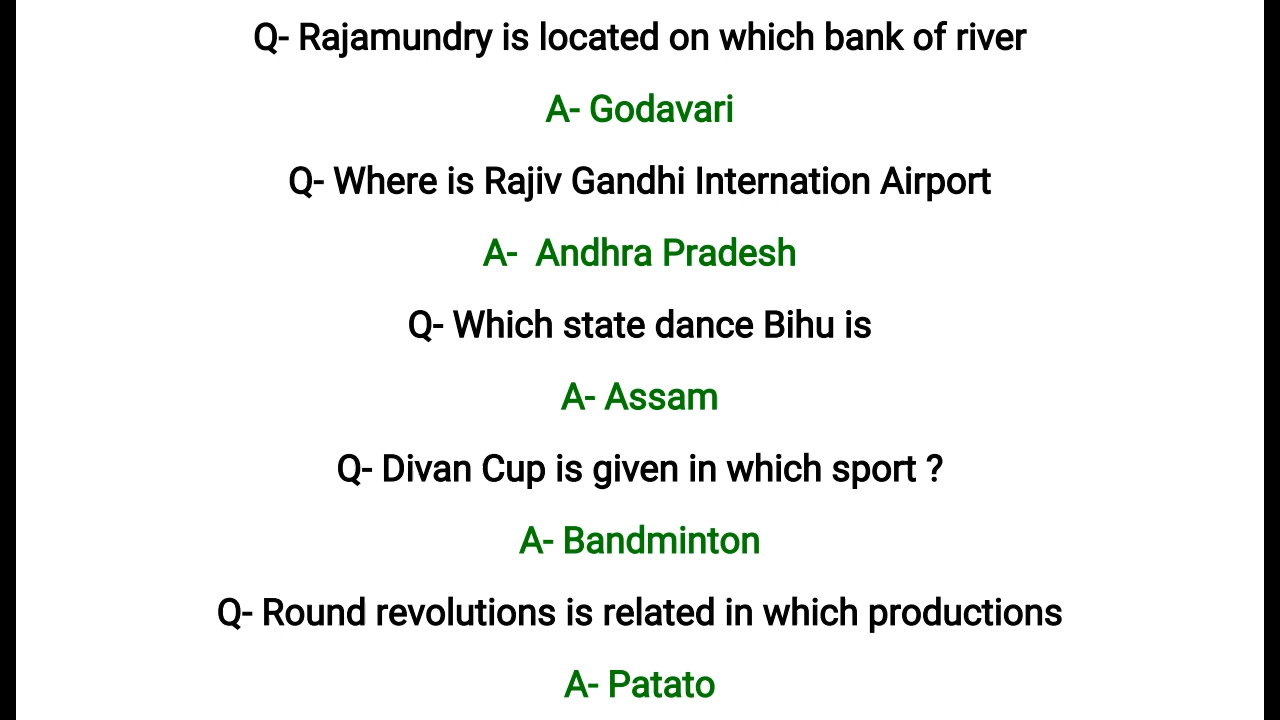 Q- Rajamundry is located on which bank of river
A- Godavari
Q- Where is Rajiv Gandhi Internation Airport
A- Andhra Pradesh
Q- Which state dance Bihu is
A- Assam
Q- Divan Cup is given in which sport ?
A- Bandminton
Q- Round revolutions is related in which productions
A- Patato